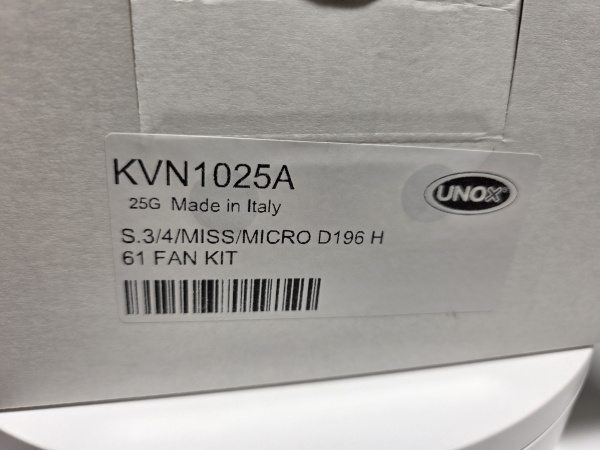 KVN1025A
UNOX
25G Made in Italy
S.3/4/MISS/MICRO D196 H
61 FAN KIT